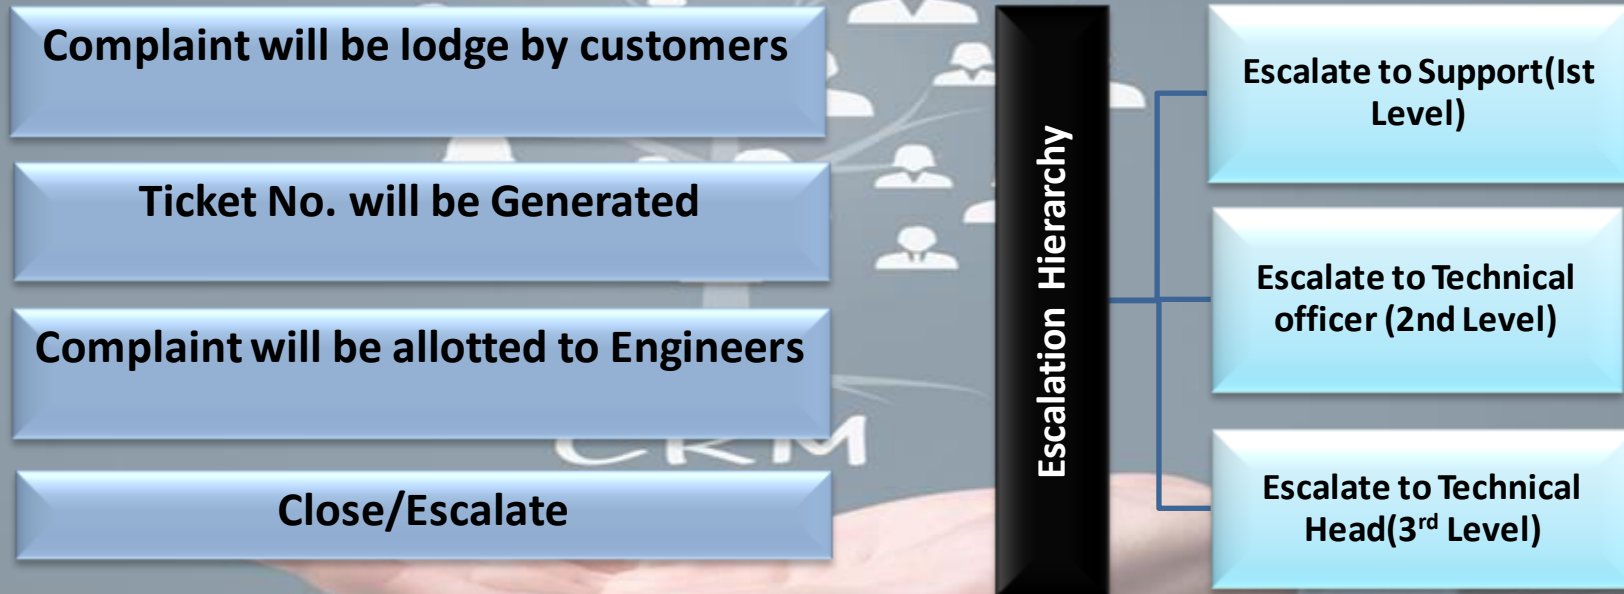 Complaint will be lodge by customers
Ticket No. will be Generated
Complaint will be allotted to Engineers
CRM
Close/Escalate
Escalation Hierarchy
Escalate to Support(Ist
Level)
Escalate to Technical
officer (2nd Level)
Escalate to Technical
Head(3rd Level)